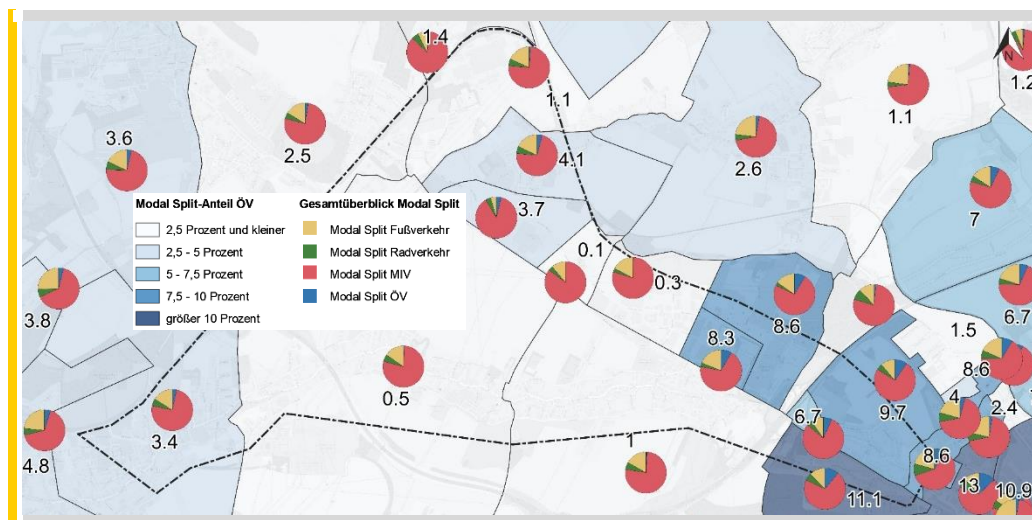 1.4
N
1.2
1.1
1.1
3.6
2.5
4.1
2.6
Modal Split-Anteil ÖV
2,5 Prozent und kleiner
2,5 - 5 Prozent
5 - 7,5 Prozent
7,5 - 10 Prozent
größer 10 Prozent
Gesamtüberblick Modal Split
Modal Split Fußverkehr
Modal Split Radverkehr
Modal Split MIV
Modal Split ÖV
3.7
7
0.1
0.3
3.8
8.6
6.7
1.5
8.3
8.6
0.5
9.7
4
2.4
3.4
6.7
4.8
1
8.6
11.1
13
10.9